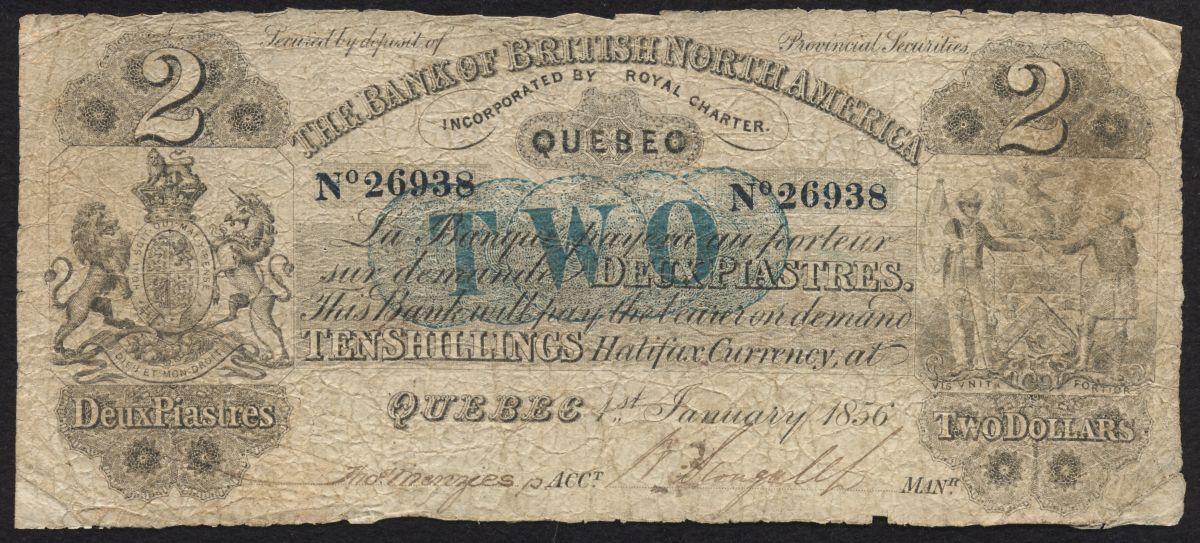 2
Secured by deposit of
Provincial Securities
2
THE BANK OF BRITISH NORTH AMERICA
INCORPORATED BY ROYAL CHARTER.
QUEBEC
No 26938
No 26938
TWO
La Banque payera au porteur
sur demande DEUX PIASTRES.
This Bank will pay the bearer on demand
TEN SHILLINGS Halifax Currency, at
DIEU ET MON DROIT
VIS VNITA FORTIOR
QUEBEC 1st January 1856
Deux Piastres
TWO DOLLARS
Thos. Menzies p ACCT
MANR